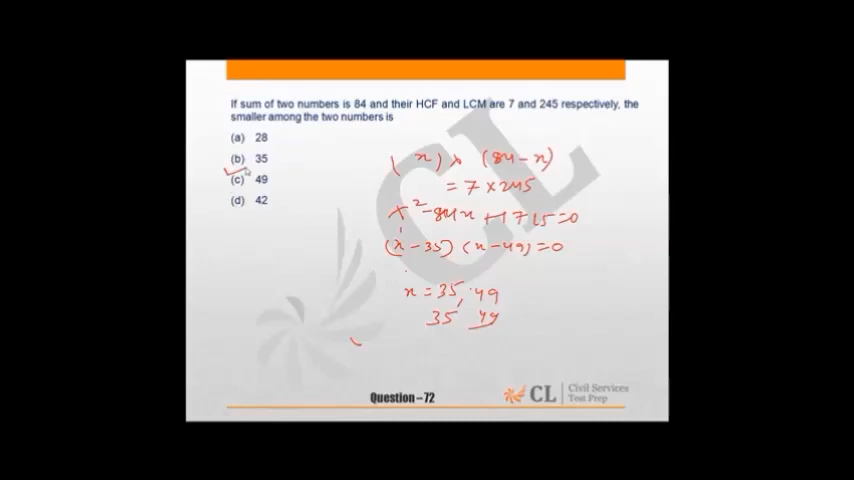 If sum of two numbers is 84 and their HCF and LCM are 7 and 245 respectively, the
smaller among the two numbers is
(a) 28
(b) 35
(c) 49
(d) 42
(x) × (84-x)
= 7 × 245
x² - 84x + 1715 = 0
(x - 35) (x - 49) = 0
x = 35, 49
35, 49
CL
Question – 72
CL Civil Services
Test Prep